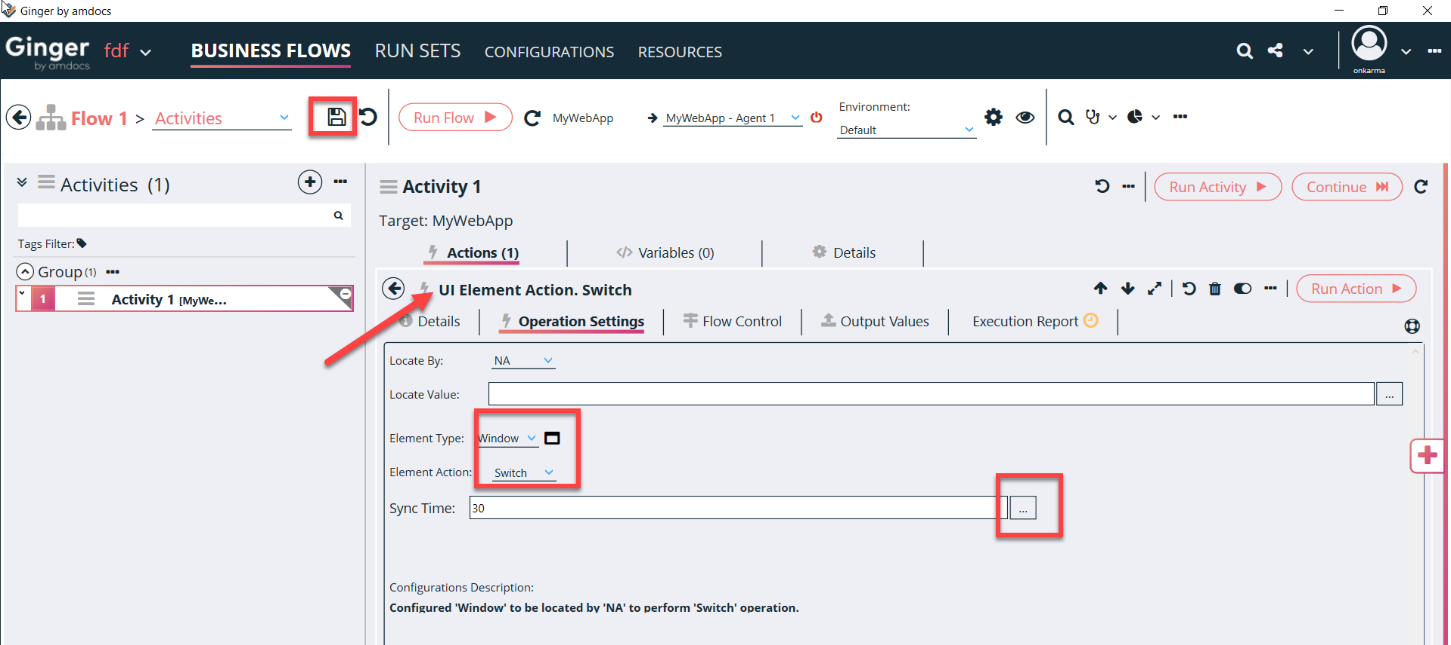 Ginger by amdocs
Ginger by amdocs fdf BUSINESS FLOWS RUN SETS CONFIGURATIONS RESOURCES
onkarma
Flow 1 > Activities Run Flow MyWebApp MyWebApp - Agent 1 Environment:
Default
Activities (1)
Tags Filter:
Group (1)
1 Activity 1 [MyWe...
Activity 1 Run Activity Continue
Target: MyWebApp
Actions (1) Variables (0) Details
UI Element Action. Switch Run Action
Details Operation Settings Flow Control Output Values Execution Report
Locate By: NA
Locate Value: ...
Element Type: Window
Element Action: Switch
Sync Time: 30 ...
Configurations Description:
Configured 'Window' to be located by 'NA' to perform 'Switch' operation.